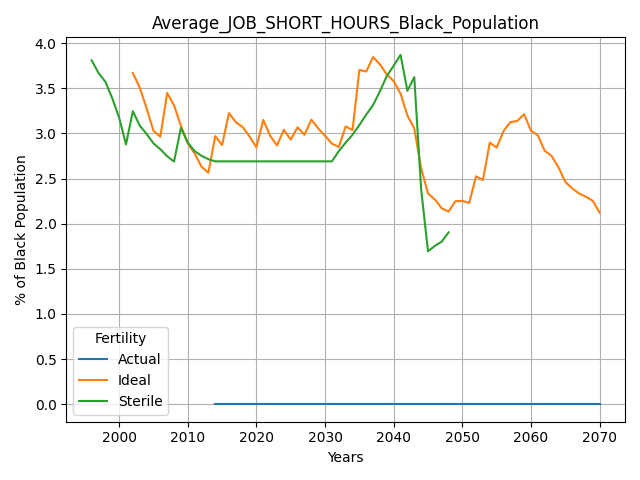 Average_JOB_SHORT_HOURS_Black_Population
% of Black Population
4.0
3.5
3.0
2.5
2.0
1.5
1.0
0.5
0.0
Fertility
Actual
Ideal
Sterile
2000 2010 2020 2030 2040 2050 2060 2070
Years